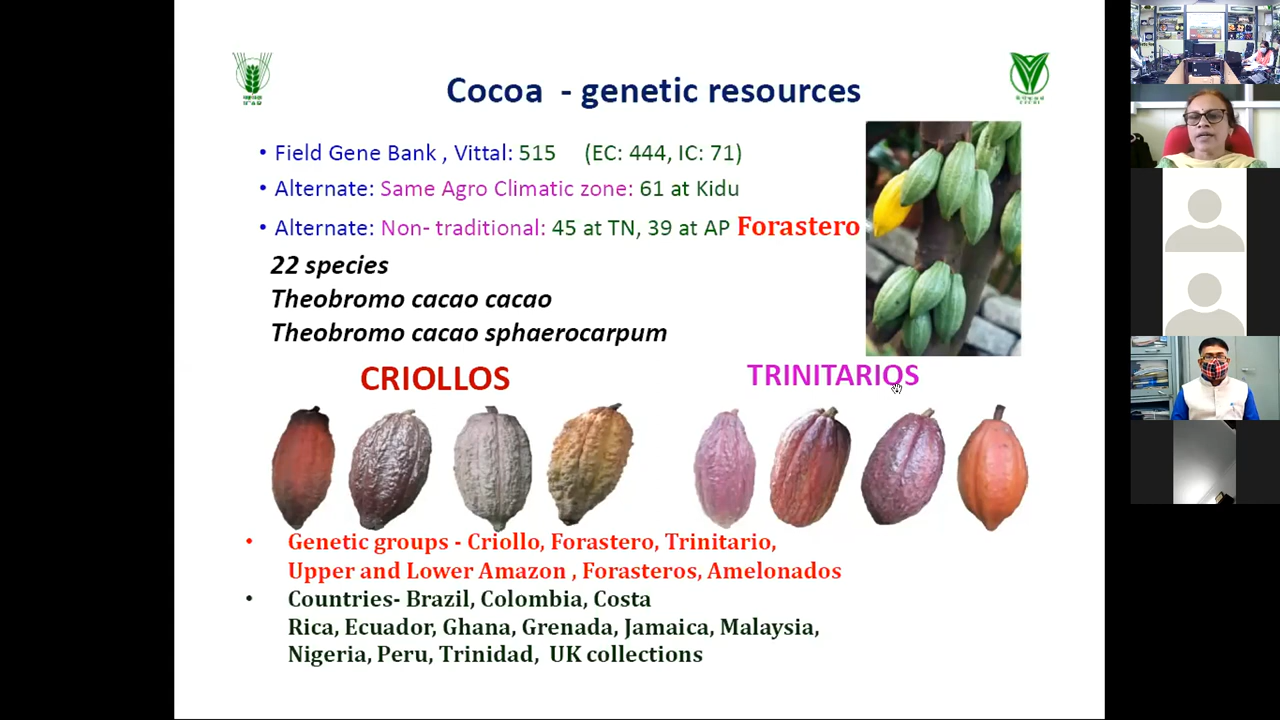 Cocoa - genetic resources
• Field Gene Bank , Vittal: 515 (EC: 444, IC: 71)
• Alternate: Same Agro Climatic zone: 61 at Kidu
• Alternate: Non- traditional: 45 at TN, 39 at AP Forastero
22 species
Theobromo cacao cacao
Theobromo cacao sphaerocarpum
CRIOLLOS
TRINITARIOS
• Genetic groups - Criollo, Forastero, Trinitario,
Upper and Lower Amazon , Forasteros, Amelonados
• Countries- Brazil, Colombia, Costa
Rica, Ecuador, Ghana, Grenada, Jamaica, Malaysia,
Nigeria, Peru, Trinidad, UK collections